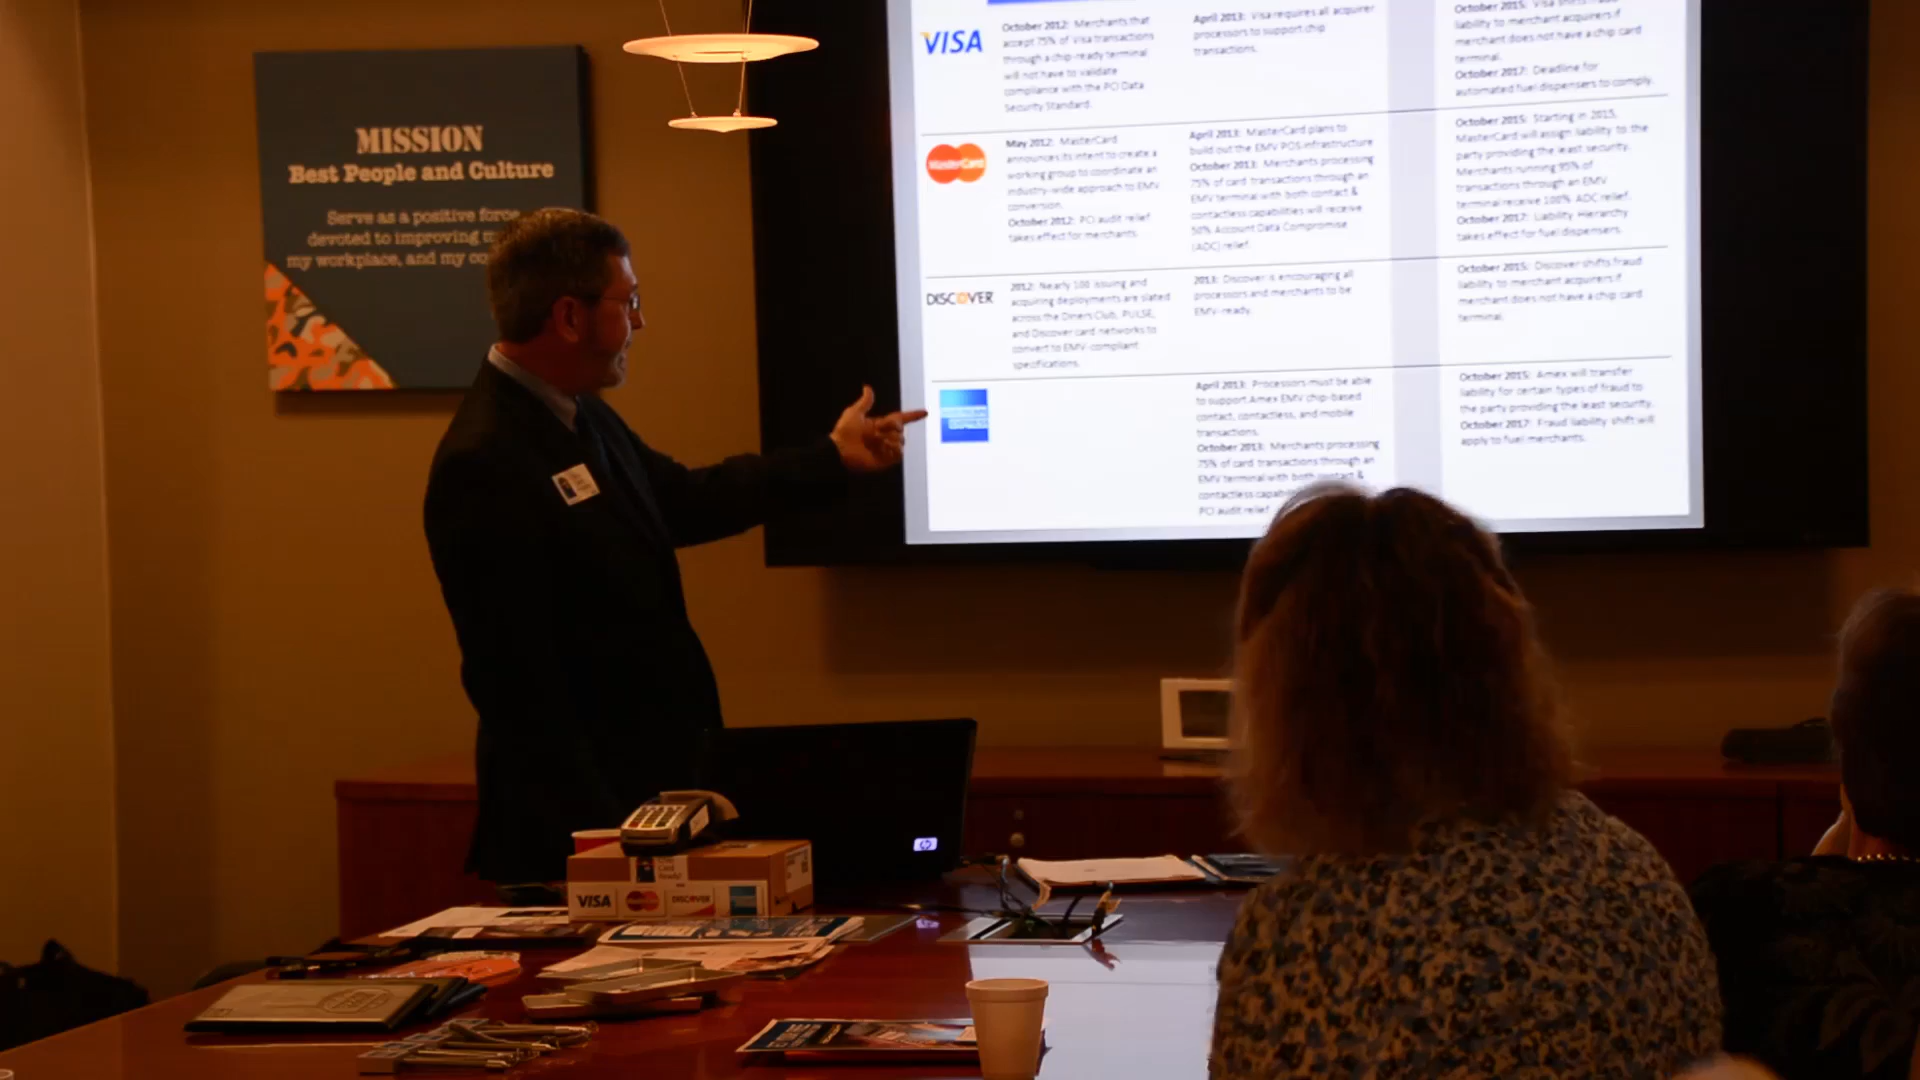 MISSION
Best People and Culture
Serve as a positive force
devoted to improving
my workplace, and my
VISA
October 2012: Merchants that
accept 75% of Visa transactions
through a chip-ready terminal
will not have to validate
compliance with the PCI Data
Security Standard.
April 2013: Visa requires all acquirer
processors to support chip
transactions.
October 2015: Visa shifts fraud
liability to merchant acquirers if
merchant does not have a chip card
terminal.
October 2017: Deadline for
automated fuel dispensers to comply.
MasterCard
May 2012: MasterCard
announces its intent to create a
working group to coordinate an
industry-wide approach to EMV
conversion.
October 2012: PCI audit relief
takes effect for merchants.
April 2013: MasterCard plans to
build out the EMV POS infrastructure
October 2013: Merchants processing
75% of card transactions through an
EMV terminal with both contact &
contactless capabilities will receive
50% Account Data Compromise
(ADC) relief.
October 2015: Starting in 2015,
MasterCard will assign liability to the
party providing the least security.
Merchants running 95% of
transactions through an EMV
terminal receive 100% ADC relief.
October 2017: Liability Hierarchy
takes effect for fuel dispensers.
DISCOVER
2012: Nearly 100 issuing and
acquiring deployments are slated
across the Diners Club, PULSE,
and Discover card networks to
convert to EMV-compliant
specifications.
2013: Discover is encouraging all
processors and merchants to be
EMV-ready.
October 2015: Discover shifts fraud
liability to merchant acquirers if
merchant does not have a chip card
terminal.
AMERICAN
EXPRESS
April 2013: Processors must be able
to support Amex EMV chip-based
contact, contactless, and mobile
transactions.
October 2013: Merchants processing
75% of card transactions through an
EMV terminal with both contact &
contactless
PCI audit relief
October 2015: Amex will transfer
liability for certain types of fraud to
the party providing the least security.
October 2017: Fraud liability shift will
apply to fuel merchants.
hp
Card
Ready!
VISA
MasterCard
DISCOVER